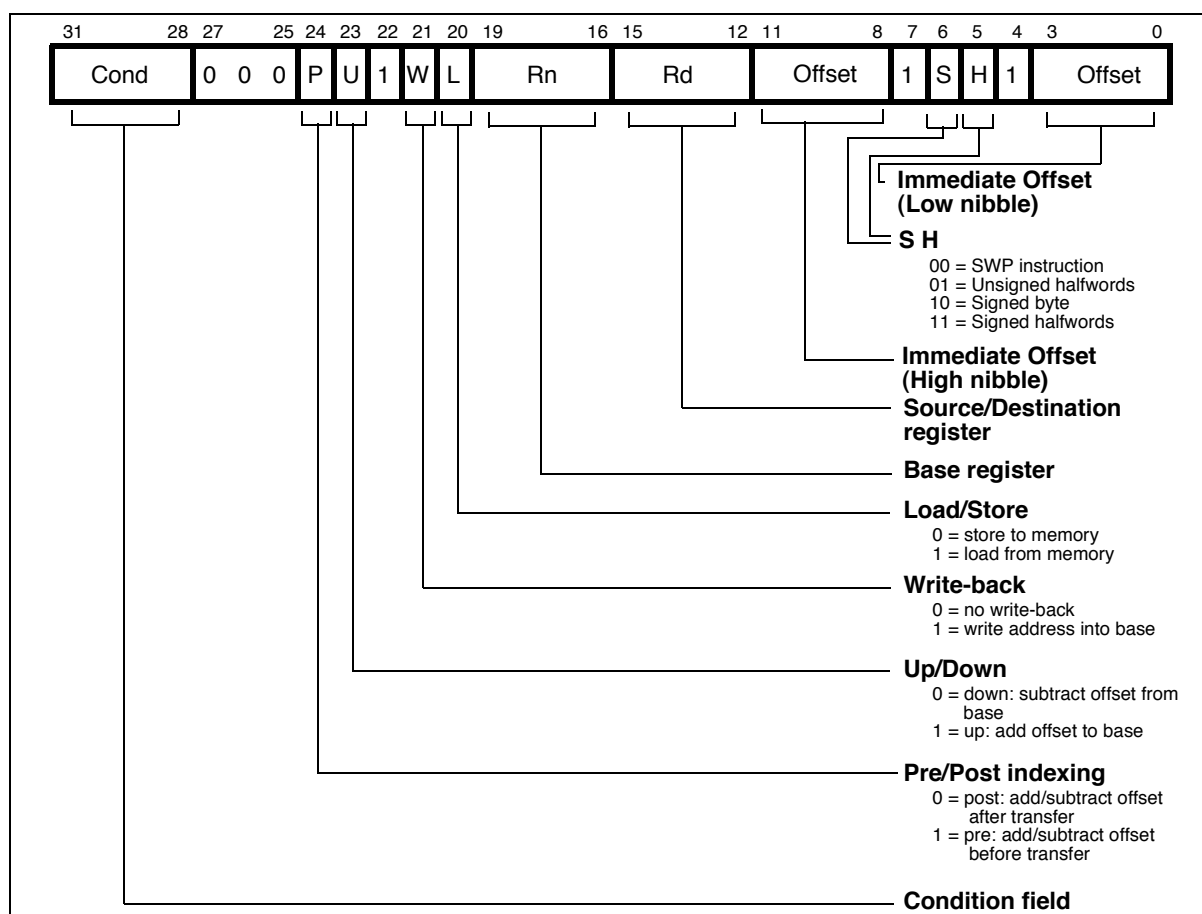 31 28 27 25 24 23 22 21 20 19 16 15 12 11 8 7 6 5 4 3 0
Cond 0 0 0 P U 1 W L Rn Rd Offset 1 S H 1 Offset
Immediate Offset
(Low nibble)
S H
00 = SWP instruction
01 = Unsigned halfwords
10 = Signed byte
11 = Signed halfwords
Immediate Offset
(High nibble)
Source/Destination
register
Base register
Load/Store
0 = store to memory
1 = load from memory
Write-back
0 = no write-back
1 = write address into base
Up/Down
0 = down: subtract offset from
base
1 = up: add offset to base
Pre/Post indexing
0 = post: add/subtract offset
after transfer
1 = pre: add/subtract offset
before transfer
Condition field